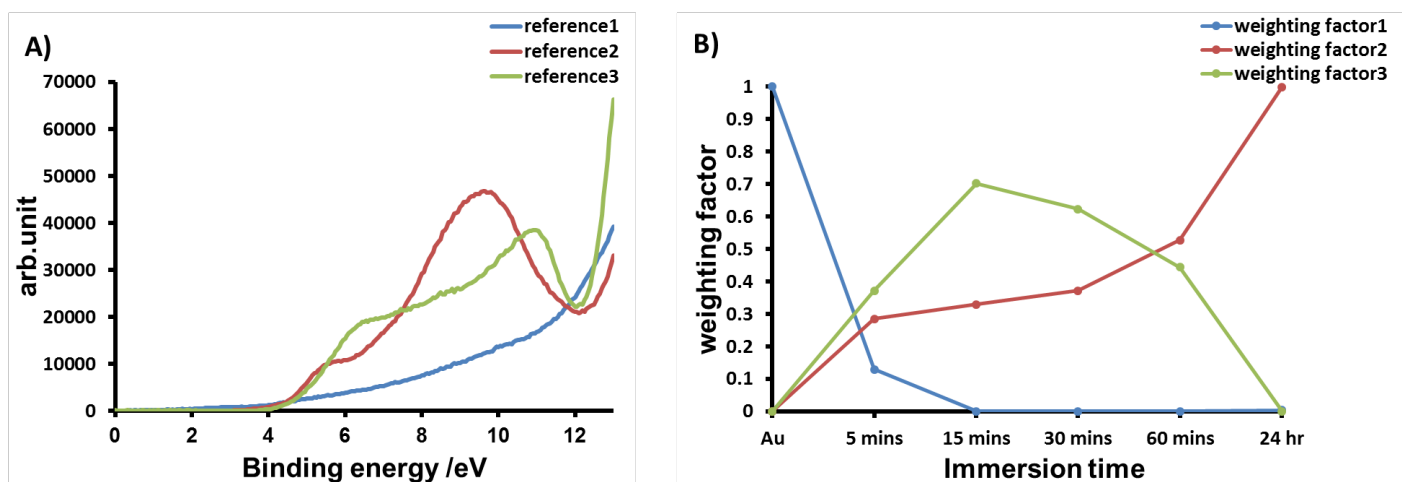 A)
reference1
reference2
reference3
70000
60000
50000
40000
30000
20000
10000
0
arb.unit
0 2 4 6 8 10 12
Binding energy /eV
B)
weighting factor1
weighting factor2
weighting factor3
1
0.9
0.8
0.7
0.6
0.5
0.4
0.3
0.2
0.1
0
weighting factor
Au 5 mins 15 mins 30 mins 60 mins 24 hr
Immersion time